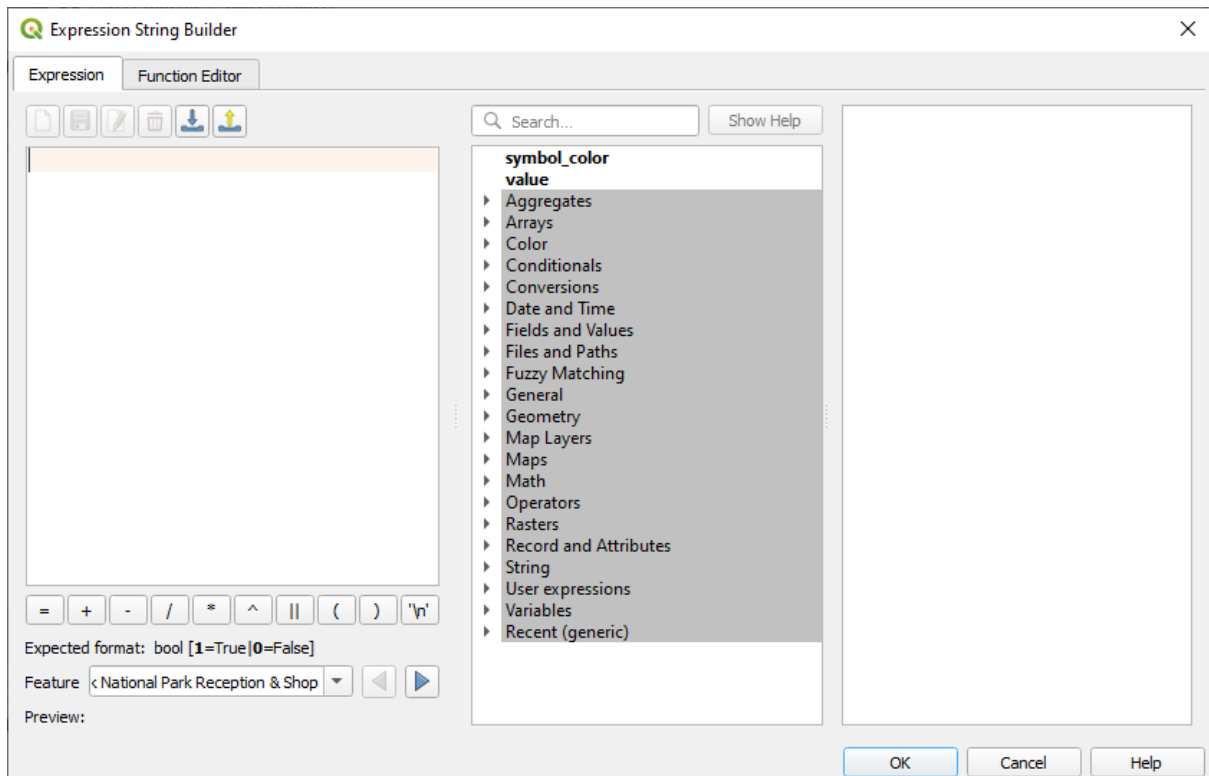 Expression String Builder
Expression
Function Editor
Search...
Show Help
symbol_color
value
Aggregates
Arrays
Color
Conditionals
Conversions
Date and Time
Fields and Values
Files and Paths
Fuzzy Matching
General
Geometry
Map Layers
Maps
Math
Operators
Rasters
Record and Attributes
String
User expressions
Variables
Recent (generic)
= + - / * ^ || ( ) '\n'
Expected format: bool [1=True|0=False]
Feature National Park Reception & Shop
Preview:
OK Cancel Help